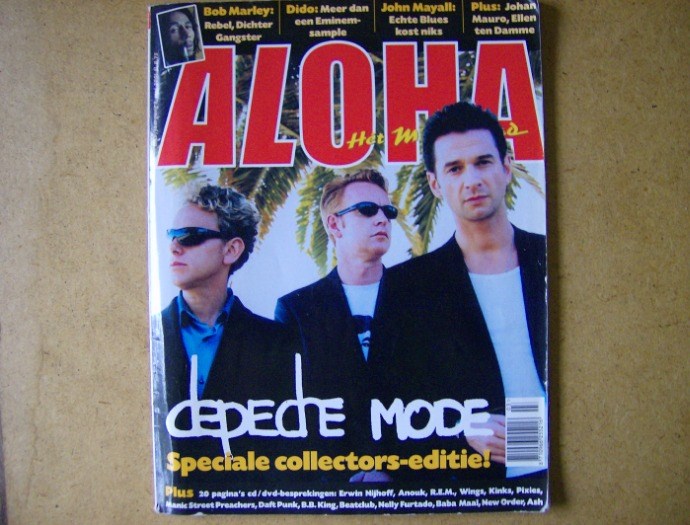 Bob Marley:
Rebel, Dichter
Gangster
Dido: Meer dan
een Eminem-
sample
John Mayall:
Echte Blues
kost niks
Plus: Johan
Mauro, Ellen
ten Damme
ALOHA
Hét M d
depeche MODE
Speciale collectors-editie!
Plus 20 pagina's cd/dvd-besprekingen: Erwin Nijhoff, Anouk, R.E.M., Wings, Kinks, Pixies,
Manic Street Preachers, Daft Punk, B.B. King, Beatclub, Nelly Furtado, Baba Maal, New Order, Ash